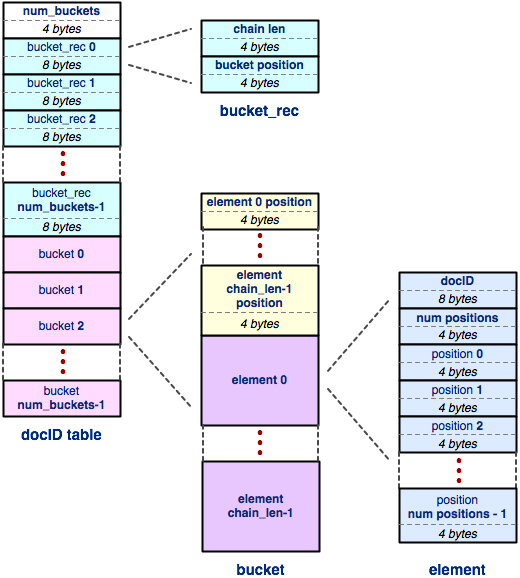 num_buckets
4 bytes
bucket_rec 0
8 bytes
bucket_rec 1
8 bytes
bucket_rec 2
8 bytes
bucket_rec
num_buckets-1
8 bytes
bucket 0
bucket 1
bucket 2
bucket
num_buckets-1
docID table
chain len
4 bytes
bucket position
4 bytes
bucket_rec
element 0 position
4 bytes
element
chain_len-1
position
4 bytes
element 0
element
chain_len-1
bucket
docID
8 bytes
num positions
4 bytes
position 0
4 bytes
position 1
4 bytes
position 2
4 bytes
position
num positions - 1
4 bytes
element